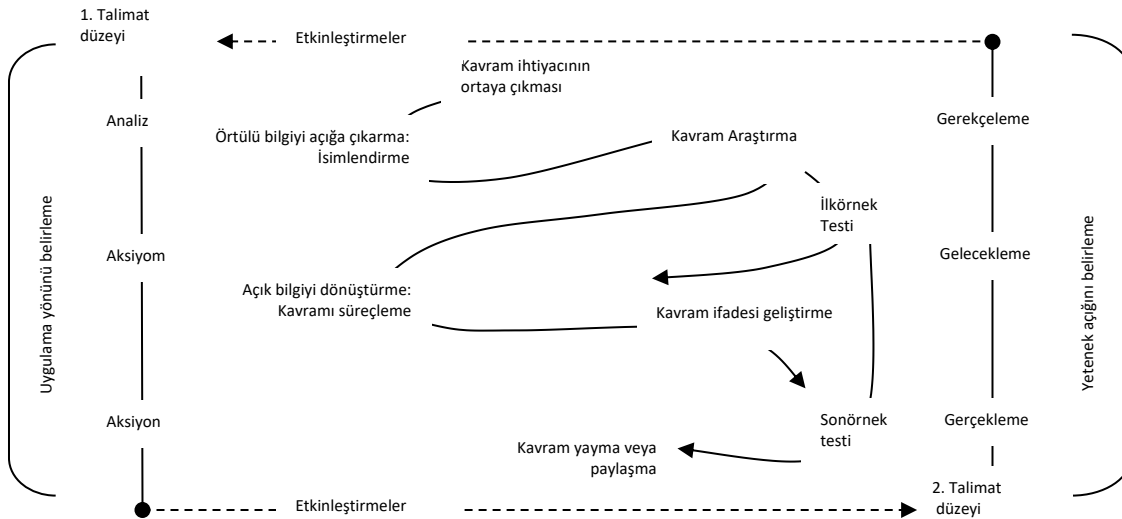 1. Talimat
düzeyi
Etkinleştirmeler
Kavram ihtiyacının
ortaya çıkması
Analiz
Gerekçeleme
Örtülü bilgiyi açığa çıkarma:
İsimlendirme
Kavram Araştırma
İlkörnek
Testi
Uygulama yönünü belirleme
Yetenek açığını belirleme
Aksiyom
Gelecekleme
Açık bilgiyi dönüştürme:
Kavramı süreçleme
Kavram ifadesi geliştirme
Aksiyon
Gerçekleme
Sonörnek
testi
Kavram yayma veya
paylaşma
Etkinleştirmeler
2. Talimat
düzeyi